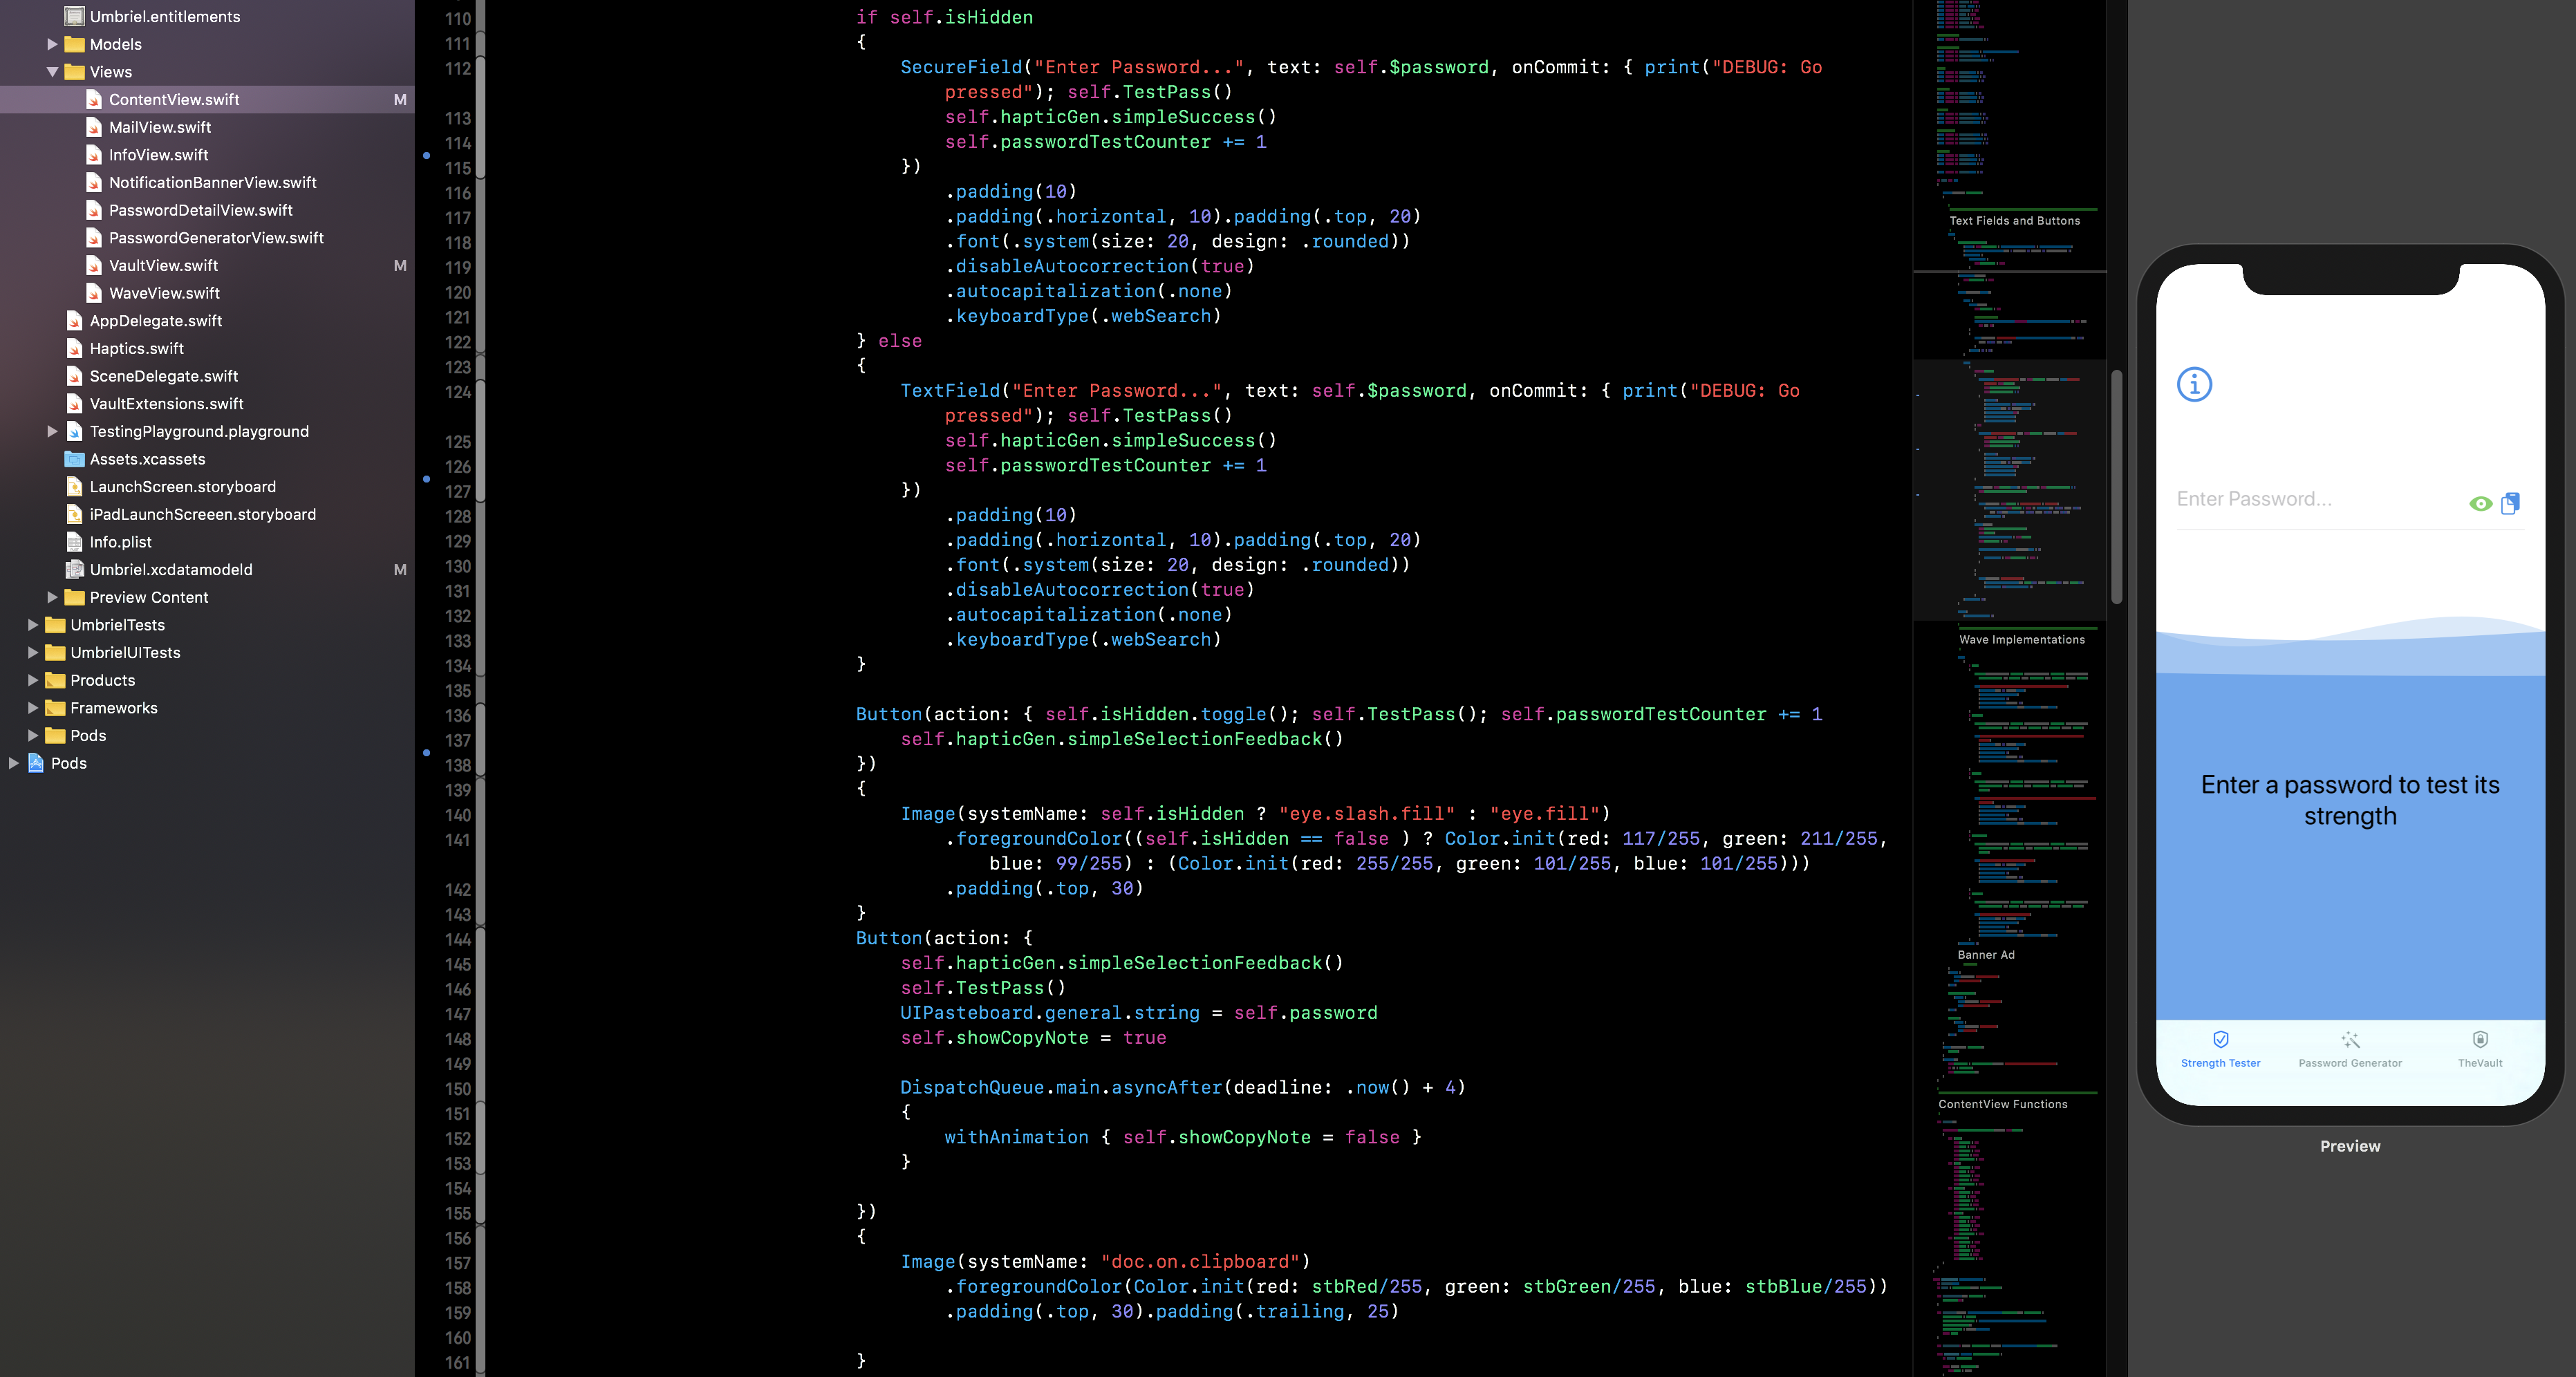 Umbriel.entitlements
Models
Views
ContentView.swift M
MailView.swift
InfoView.swift
NotificationBannerView.swift
PasswordDetailView.swift
PasswordGeneratorView.swift
VaultView.swift M
WaveView.swift
AppDelegate.swift
Haptics.swift
SceneDelegate.swift
VaultExtensions.swift
TestingPlayground.playground
Assets.xcassets
LaunchScreen.storyboard
iPadLaunchScreeen.storyboard
Info.plist
Umbriel.xcdatamodeld M
Preview Content
UmbrielTests
UmbrielUITests
Products
Frameworks
Pods
Pods
110 if self.isHidden
111 {
112 SecureField("Enter Password...", text: self.$password, onCommit: { print("DEBUG: Go
pressed"); self.TestPass()
113 self.hapticGen.simpleSuccess()
114 self.passwordTestCounter += 1
115 })
116 .padding(10)
117 .padding(.horizontal, 10).padding(.top, 20)
118 .font(.system(size: 20, design: .rounded))
119 .disableAutocorrection(true)
120 .autocapitalization(.none)
121 .keyboardType(.webSearch)
122 } else
123 {
124 TextField("Enter Password...", text: self.$password, onCommit: { print("DEBUG: Go
pressed"); self.TestPass()
125 self.hapticGen.simpleSuccess()
126 self.passwordTestCounter += 1
127 })
128 .padding(10)
129 .padding(.horizontal, 10).padding(.top, 20)
130 .font(.system(size: 20, design: .rounded))
131 .disableAutocorrection(true)
132 .autocapitalization(.none)
133 .keyboardType(.webSearch)
134 }
135
136 Button(action: { self.isHidden.toggle(); self.TestPass(); self.passwordTestCounter += 1
137 self.hapticGen.simpleSelectionFeedback()
138 })
139 {
140 Image(systemName: self.isHidden ? "eye.slash.fill" : "eye.fill")
141 .foregroundColor((self.isHidden == false ) ? Color.init(red: 117/255, green: 211/255,
blue: 99/255) : (Color.init(red: 255/255, green: 101/255, blue: 101/255)))
142 .padding(.top, 30)
143 }
144 Button(action: {
145 self.hapticGen.simpleSelectionFeedback()
146 self.TestPass()
147 UIPasteboard.general.string = self.password
148 self.showCopyNote = true
149
150 DispatchQueue.main.asyncAfter(deadline: .now() + 4)
151 {
152 withAnimation { self.showCopyNote = false }
153 }
154
155 })
156 {
157 Image(systemName: "doc.on.clipboard")
158 .foregroundColor(Color.init(red: stbRed/255, green: stbGreen/255, blue: stbBlue/255))
159 .padding(.top, 30).padding(.trailing, 25)
160
161 }
Text Fields and Buttons
Wave Implementations
Banner Ad
ContentView Functions
Enter Password...
Enter a password to test its
strength
Strength Tester
Password Generator
TheVault
Preview